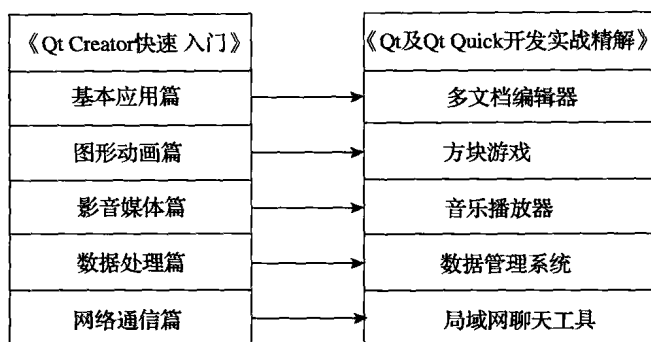 《Qt Creator快速 入门》 《Qt及Qt Quick开发实战精解》
基本应用篇 多文档编辑器
图形动画篇 方块游戏
影音媒体篇 音乐播放器
数据处理篇 数据管理系统
网络通信篇 局域网聊天工具